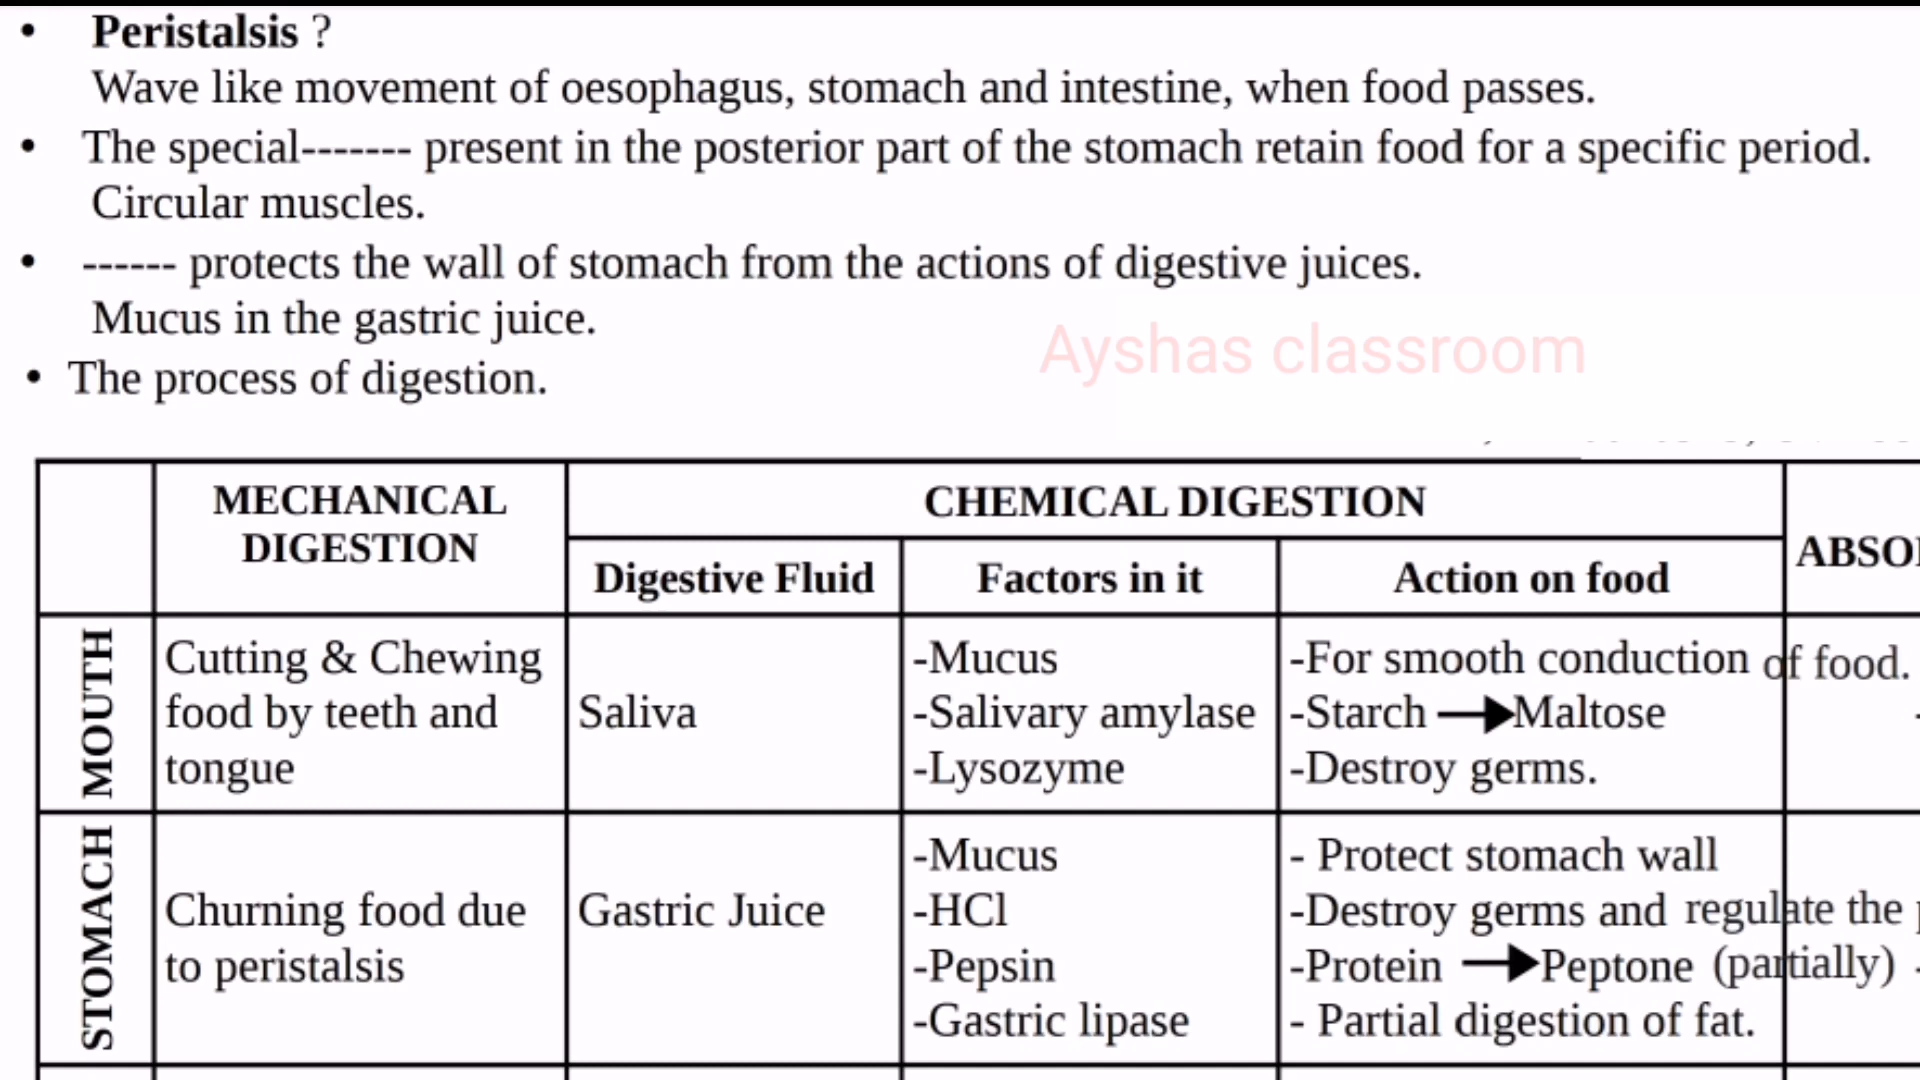 • Peristalsis ?
Wave like movement of oesophagus, stomach and intestine, when food passes.
• The special------- present in the posterior part of the stomach retain food for a specific period.
Circular muscles.
• ------ protects the wall of stomach from the actions of digestive juices.
Mucus in the gastric juice.
Ayshas classroom
• The process of digestion.
MECHANICAL
DIGESTION
CHEMICAL DIGESTION
Digestive Fluid
Factors in it
Action on food
MOUTH
Cutting & Chewing
food by teeth and
tongue
Saliva
-Mucus
-Salivary amylase
-Lysozyme
-For smooth conduction of food.
-Starch → Maltose
-Destroy germs.
STOMACH
Churning food due
to peristalsis
Gastric Juice
-Mucus
-HCl
-Pepsin
-Gastric lipase
- Protect stomach wall
-Destroy germs and regulate the
-Protein → Peptone (partially)
- Partial digestion of fat.